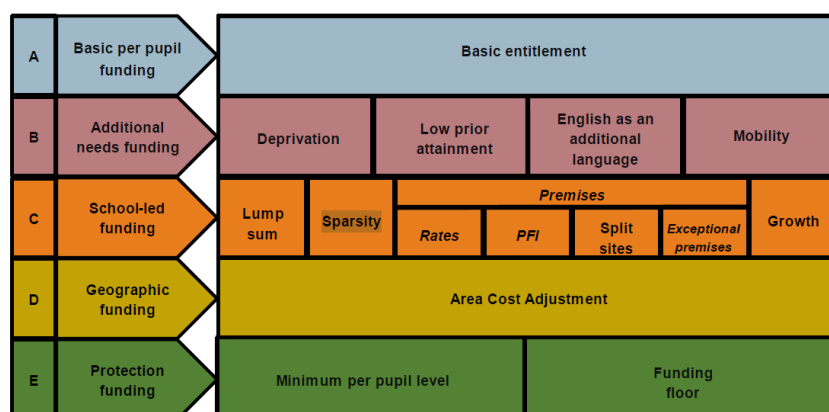 A
Basic per pupil
funding
Basic entitlement
B
Additional
needs funding
Deprivation
Low prior
attainment
English as an
additional
language
Mobility
C
School-led
funding
Lump
sum
Sparsity
Premises
Rates
PFI
Split
sites
Exceptional
premises
Growth
D
Geographic
funding
Area Cost Adjustment
E
Protection
funding
Minimum per pupil level
Funding
floor